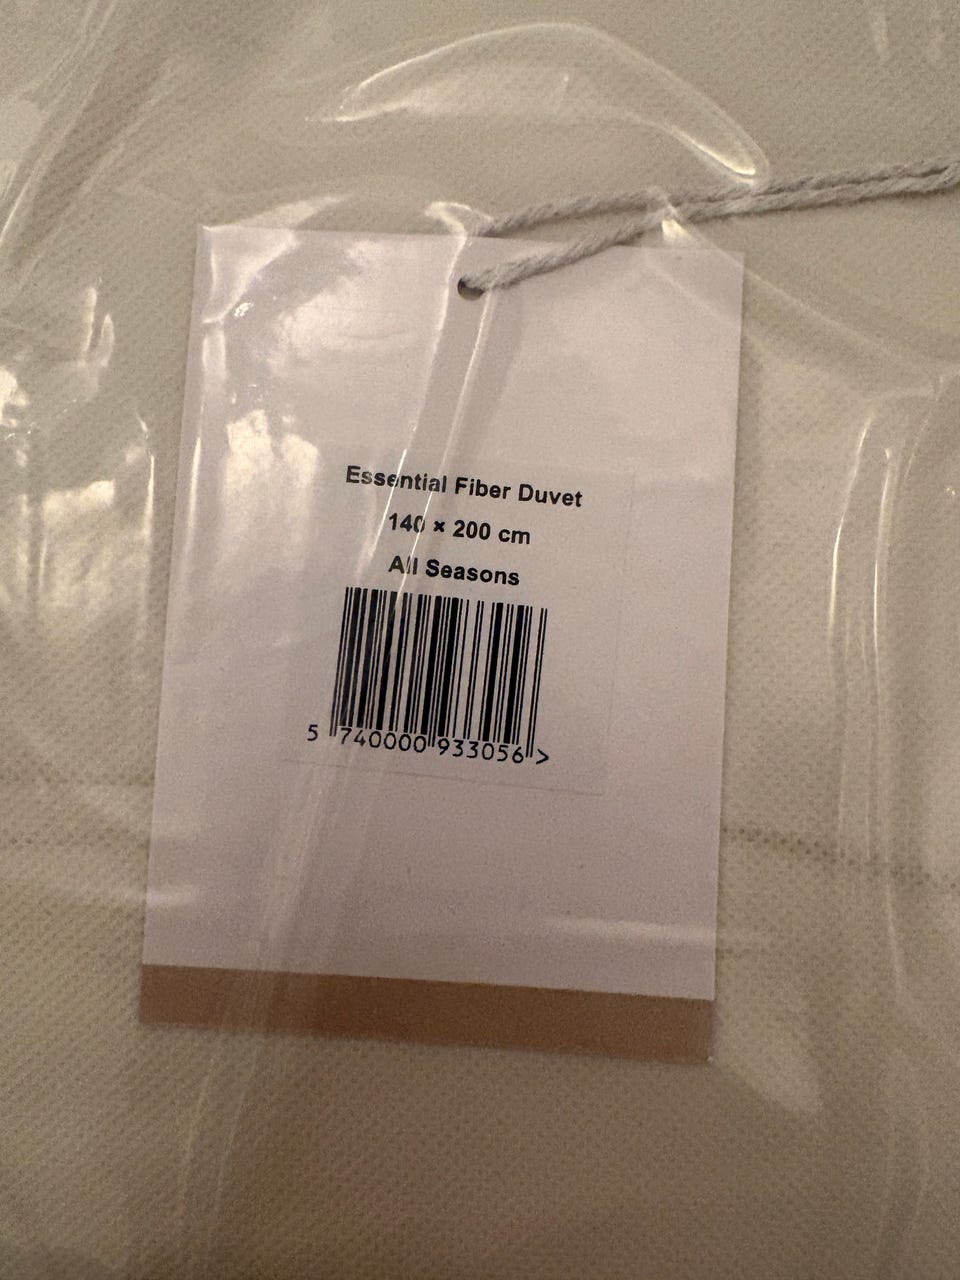 Essential Fiber Duvet
140 × 200 cm
All Seasons
5 740000 933056 >